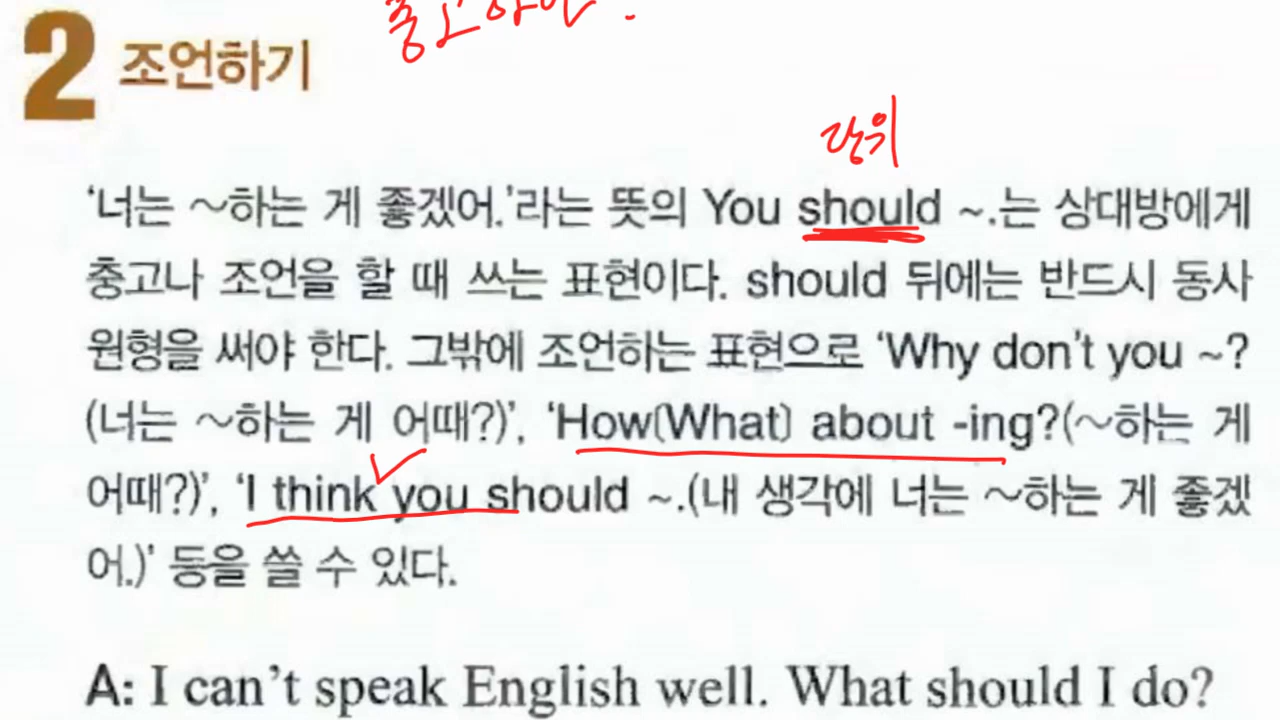 2 조언하기
당위
'너는 ~하는 게 좋겠어.'라는 뜻의 You should ~.는 상대방에게
충고나 조언을 할 때 쓰는 표현이다. should 뒤에는 반드시 동사
원형을 써야 한다. 그밖에 조언하는 표현으로 'Why don't you ~?
(너는 ~하는 게 어때?)', 'How(What) about -ing?(~하는 게
어때?)', 'I think you should ~.(내 생각에 너는 ~하는 게 좋겠
어.)' 등을 쓸 수 있다.
A: I can't speak English well. What should I do?